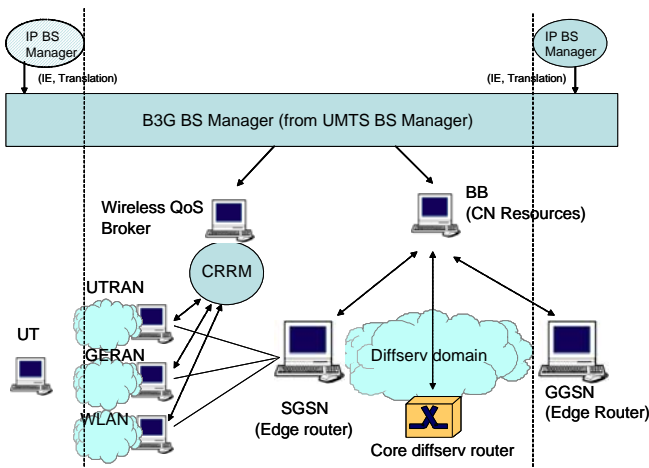 IP BS
Manager
IP BS
Manager
(IE, Translation)
(IE, Translation)
B3G BS Manager (from UMTS BS Manager)
Wireless QoS
Broker
BB
(CN Resources)
CRRM
UTRAN
UT
GERAN
Diffserv domain
WLAN
SGSN
(Edge router)
GGSN
(Edge Router)
Core diffserv router